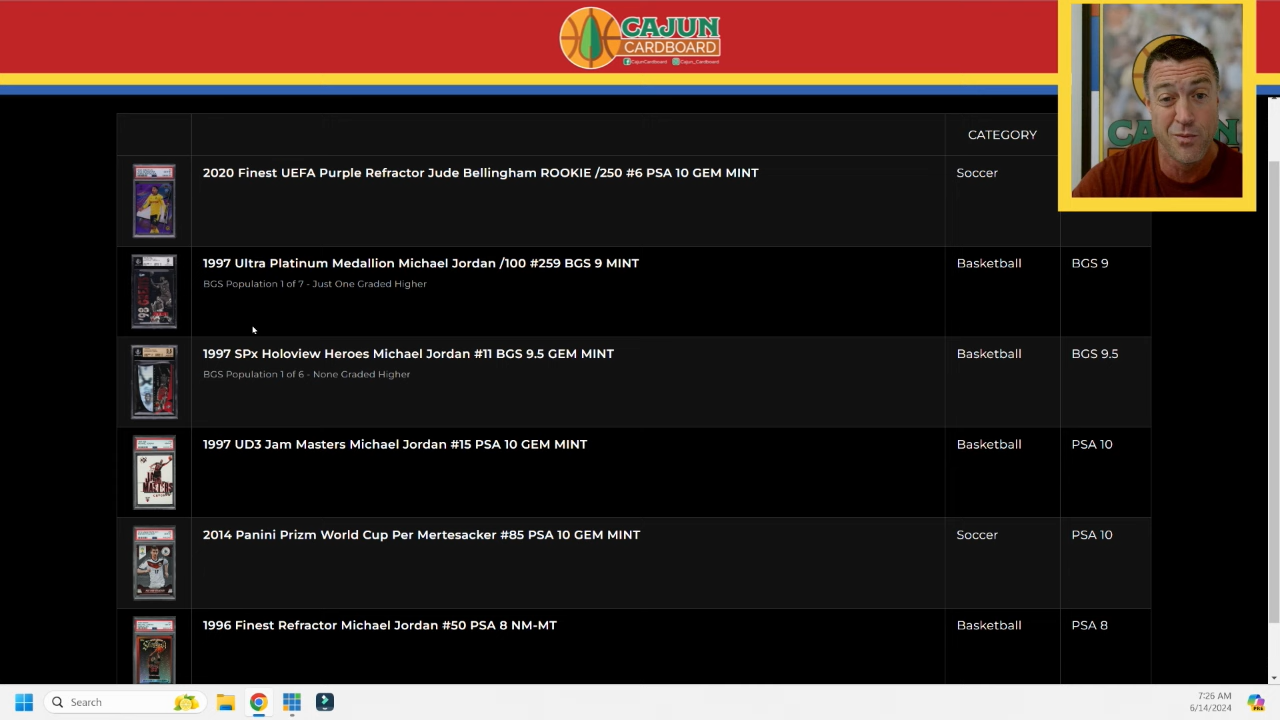 CAJUN
CARDBOARD
CajunCardboard Cajun_Cardboard
CATEGORY
2020 Finest UEFA Purple Refractor Jude Bellingham ROOKIE /250 #6 PSA 10 GEM MINT
Soccer
1997 Ultra Platinum Medallion Michael Jordan /100 #259 BGS 9 MINT
BGS Population 1 of 7 - Just One Graded Higher
Basketball
BGS 9
1997 SPx Holoview Heroes Michael Jordan #11 BGS 9.5 GEM MINT
BGS Population 1 of 6 - None Graded Higher
Basketball
BGS 9.5
1997 UD3 Jam Masters Michael Jordan #15 PSA 10 GEM MINT
Basketball
PSA 10
JAM
MASTERS
2014 Panini Prizm World Cup Per Mertesacker #85 PSA 10 GEM MINT
Soccer
PSA 10
1996 Finest Refractor Michael Jordan #50 PSA 8 NM-MT
Basketball
PSA 8
Search
7:26 AM
6/14/2024